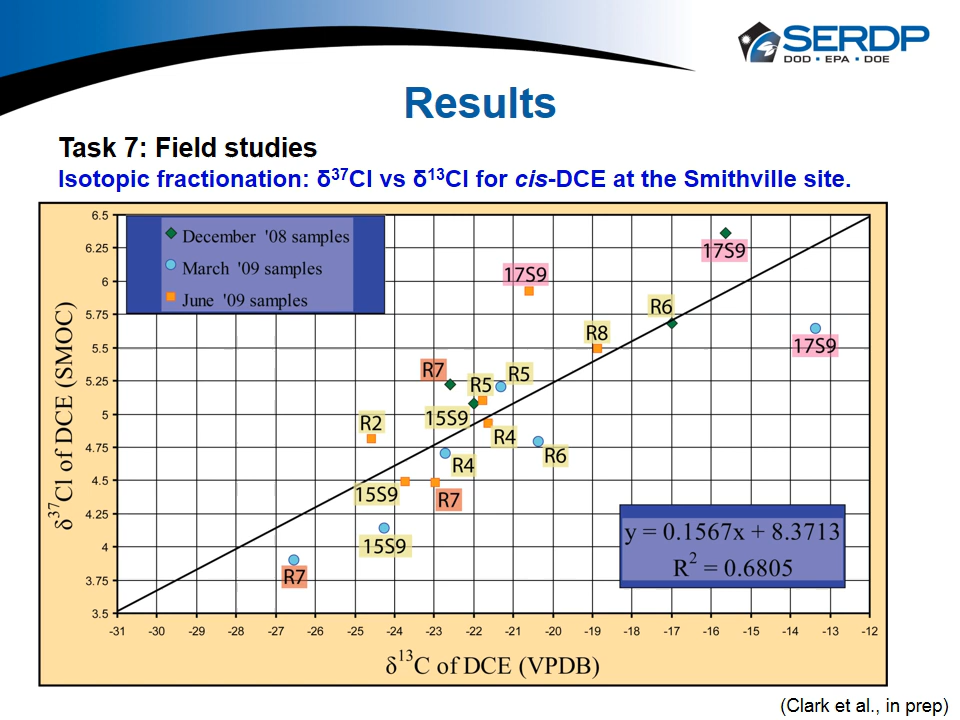 SERDP
DOD • EPA • DOE
Results
Task 7: Field studies
Isotopic fractionation: δ³⁷Cl vs δ¹³Cl for cis-DCE at the Smithville site.
δ³⁷Cl of DCE (SMOC)
6.5
6.25
6
5.75
5.5
5.25
5
4.75
4.5
4.25
4
3.75
3.5
December '08 samples
March '09 samples
June '09 samples
17S9
17S9
R6
R8
17S9
R7
R5
R5
15S9
R2
R4
R6
R4
15S9
R7
15S9
R7
y = 0.1567x + 8.3713
R² = 0.6805
-31 -30 -29 -28 -27 -26 -25 -24 -23 -22 -21 -20 -19 -18 -17 -16 -15 -14 -13 -12
δ¹³C of DCE (VPDB)
(Clark et al., in prep)